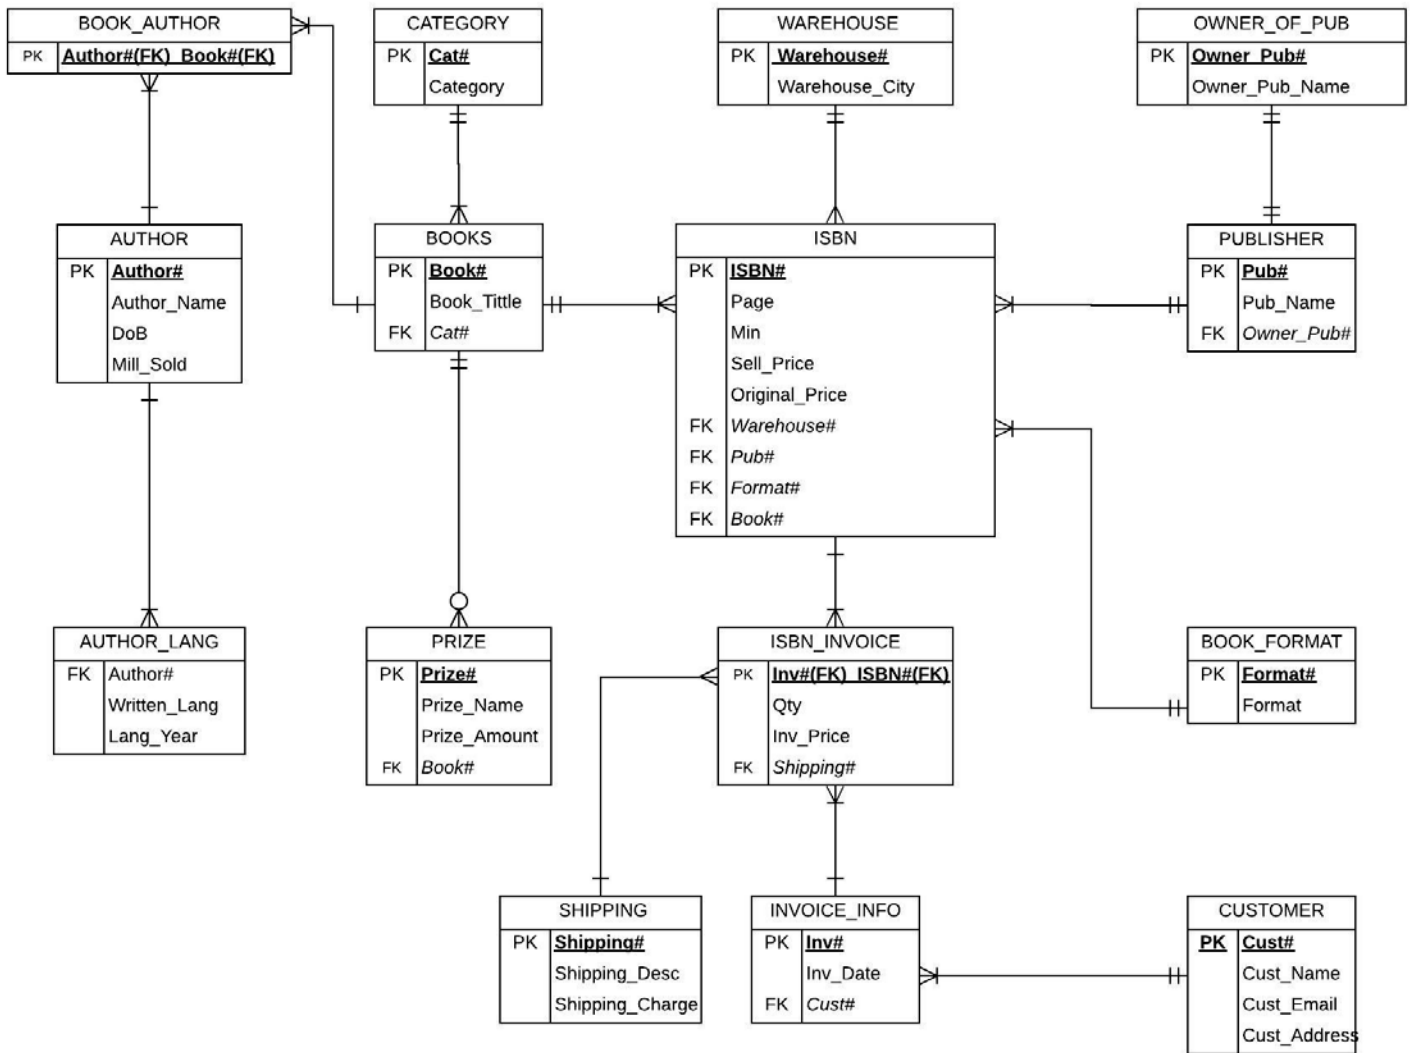 BOOK_AUTHOR
PK Author#(FK)_Book#(FK)
CATEGORY
PK Cat#
Category
WAREHOUSE
PK Warehouse#
Warehouse_City
OWNER_OF_PUB
PK Owner_Pub#
Owner_Pub_Name
AUTHOR
PK Author#
Author_Name
DoB
Mill_Sold
BOOKS
PK Book#
Book_Tittle
FK Cat#
ISBN
PK ISBN#
Page
Min
Sell_Price
Original_Price
FK Warehouse#
FK Pub#
FK Format#
FK Book#
PUBLISHER
PK Pub#
Pub_Name
FK Owner_Pub#
AUTHOR_LANG
FK Author#
Written_Lang
Lang_Year
PRIZE
PK Prize#
Prize_Name
Prize_Amount
FK Book#
ISBN_INVOICE
PK Inv#(FK)_ISBN#(FK)
Qty
Inv_Price
FK Shipping#
BOOK_FORMAT
PK Format#
Format
SHIPPING
PK Shipping#
Shipping_Desc
Shipping_Charge
INVOICE_INFO
PK Inv#
Inv_Date
FK Cust#
CUSTOMER
PK Cust#
Cust_Name
Cust_Email
Cust_Address